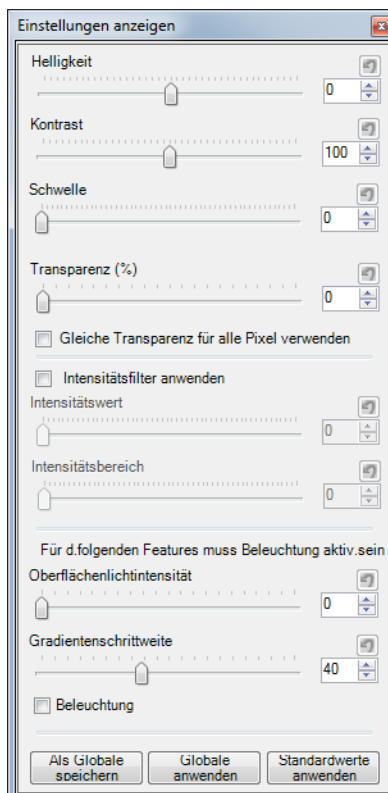 Einstellungen anzeigen
Helligkeit
0
Kontrast
100
Schwelle
0
Transparenz (%)
0
Gleiche Transparenz für alle Pixel verwenden
Intensitätsfilter anwenden
Intensitätswert
0
Intensitätsbereich
0
Für d.folgenden Features muss Beleuchtung aktiv.sein
Oberflächenlichtintensität
0
Gradientenschrittweite
40
Beleuchtung
Als Globale speichern
Globale anwenden
Standardwerte anwenden